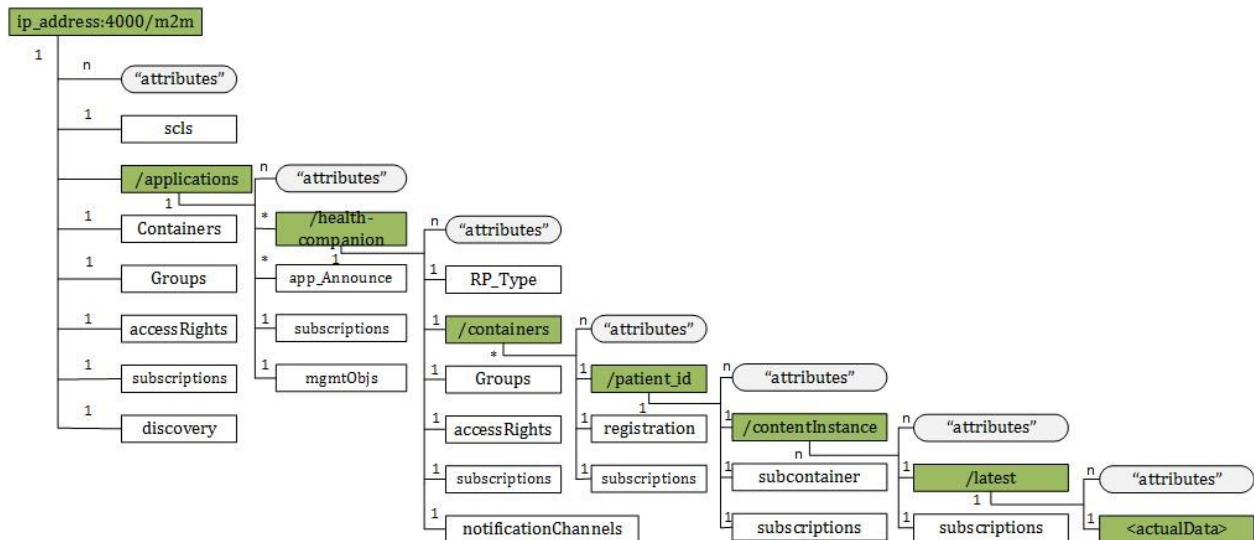 ip_address:4000/m2m
1
n
“attributes”
1
scls
/applications
1
n
“attributes”
1
Containers
*
/health-
companion
1
n
“attributes”
1
Groups
*
app_Announce
1
RP_Type
1
accessRights
1
subscriptions
1
/containers
*
n
“attributes”
1
subscriptions
1
mgmtObjs
1
Groups
1
/patient_id
1
n
“attributes”
1
discovery
1
accessRights
1
registration
1
/contentInstance
n
n
“attributes”
1
subscriptions
1
subscriptions
1
subcontainer
1
/latest
1
n
“attributes”
1
notificationChannels
1
subscriptions
1
subscriptions
1
<actualData>